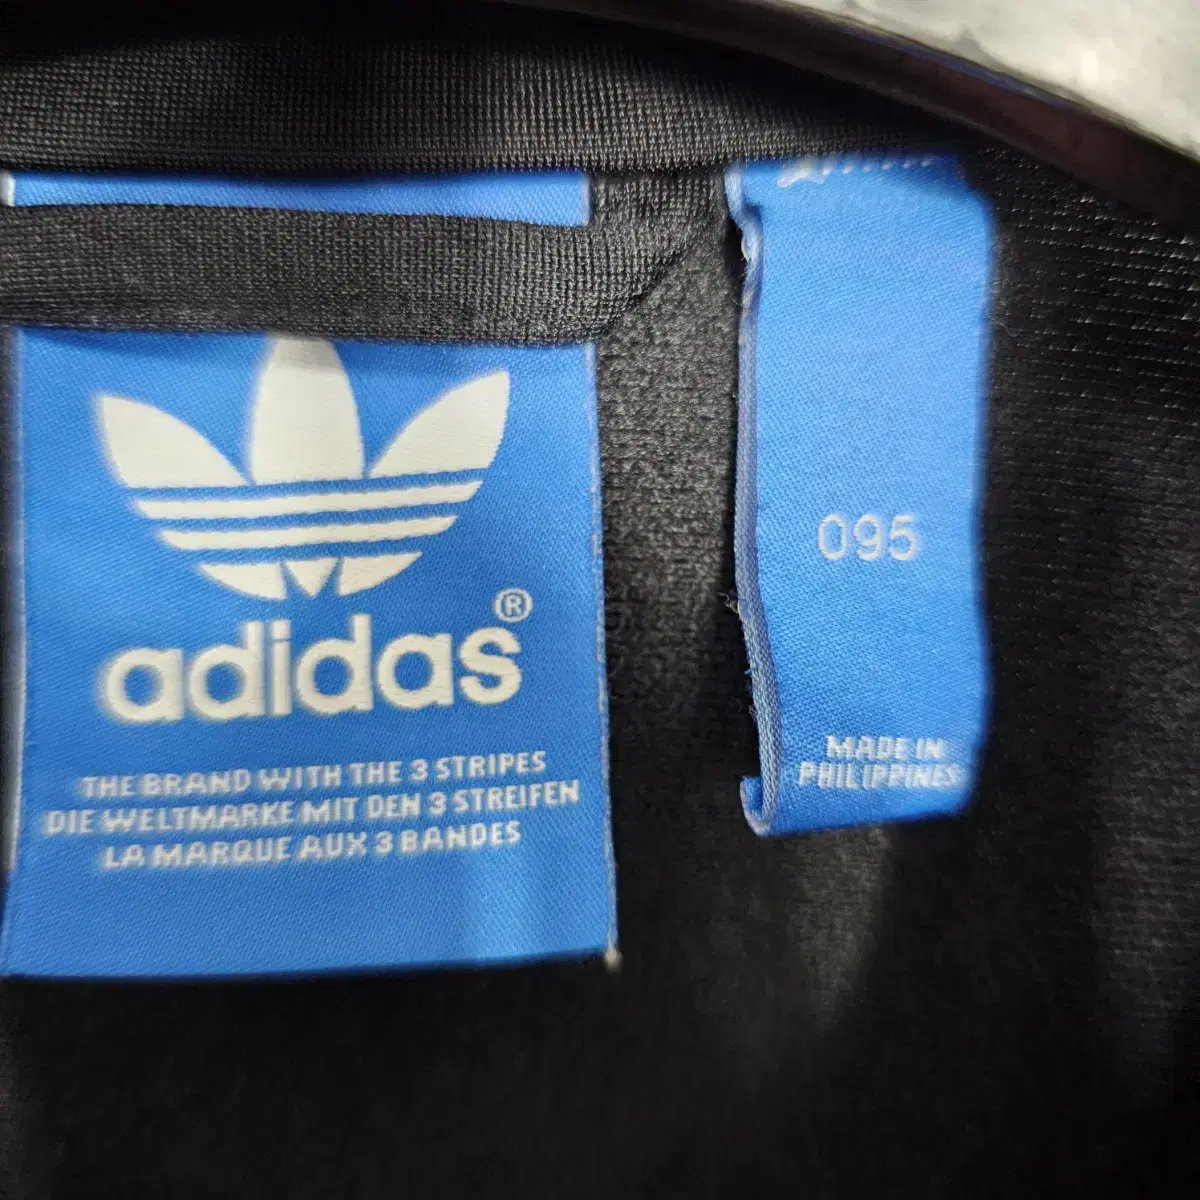 adidas®
THE BRAND WITH THE 3 STRIPES
DIE WELTMARKE MIT DEN 3 STREIFEN
LA MARQUE AUX 3 BANDES
095
MADE IN
PHILIPPINES